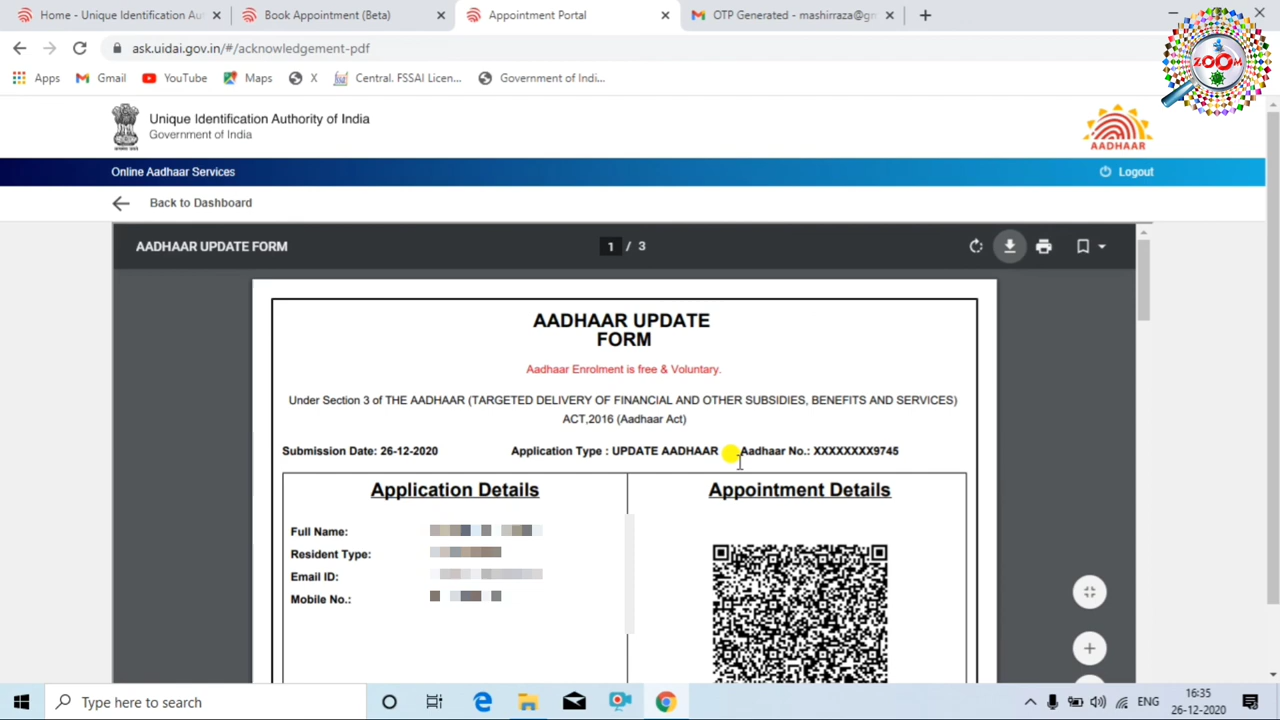 Home - Unique Identification Authority
Book Appointment (Beta)
Appointment Portal
OTP Generated - mashirraza@gm
ask.uidai.gov.in/#/acknowledgement-pdf
Apps
Gmail
YouTube
Maps
X
Central. FSSAI Licen...
Government of Indi...
ZOOM
Unique Identification Authority of India
Government of India
AADHAAR
Online Aadhaar Services
Logout
Back to Dashboard
AADHAAR UPDATE FORM
1 / 3
AADHAAR UPDATE
FORM
Aadhaar Enrolment is free & Voluntary.
Under Section 3 of THE AADHAAR (TARGETED DELIVERY OF FINANCIAL AND OTHER SUBSIDIES, BENEFITS AND SERVICES)
ACT,2016 (Aadhaar Act)
Submission Date: 26-12-2020 Application Type : UPDATE AADHAAR Aadhaar No.: XXXXXXXX9745
Application Details
Appointment Details
Full Name:
Resident Type:
Email ID:
Mobile No.:
Type here to search
ENG
16:35
26-12-2020